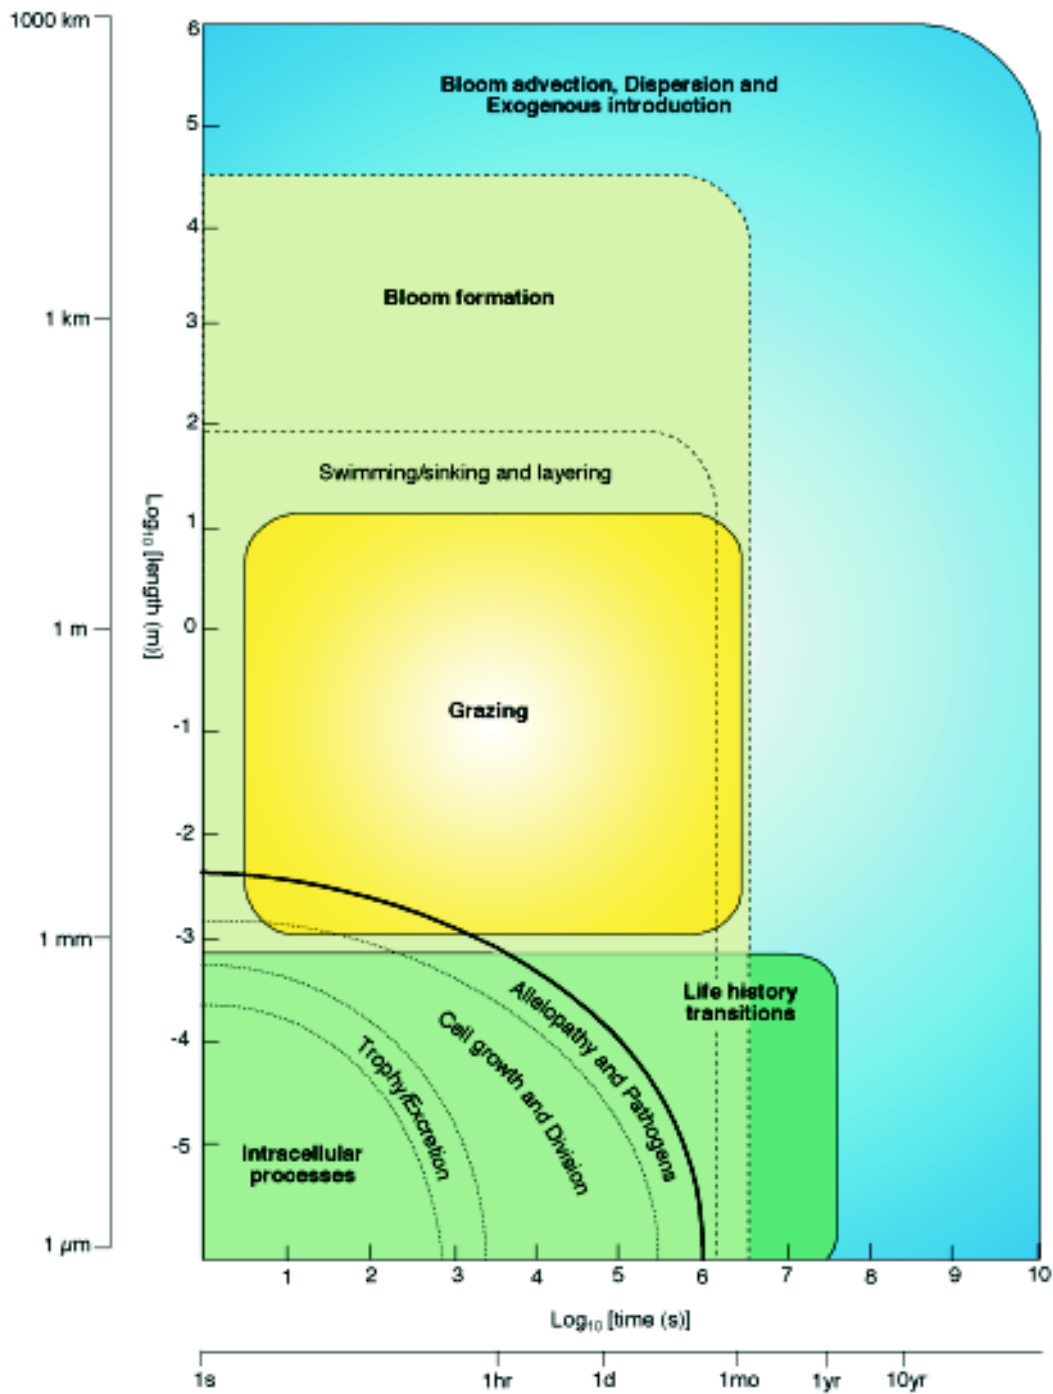 1000 km
1 km
1 m
1 mm
1 µm
Log10 [length (m)]
6
5
4
3
2
1
0
-1
-2
-3
-4
-5
Bloom advection, Dispersion and
Exogenous introduction
Bloom formation
Swimming/sinking and layering
Grazing
Life history
transitions
Allelopathy and Pathogens
Cell growth and Division
Trophy/Excretion
Intracellular
processes
1 2 3 4 5 6 7 8 9 10
Log10 [time (s)]
1s 1hr 1d 1mo 1yr 10yr